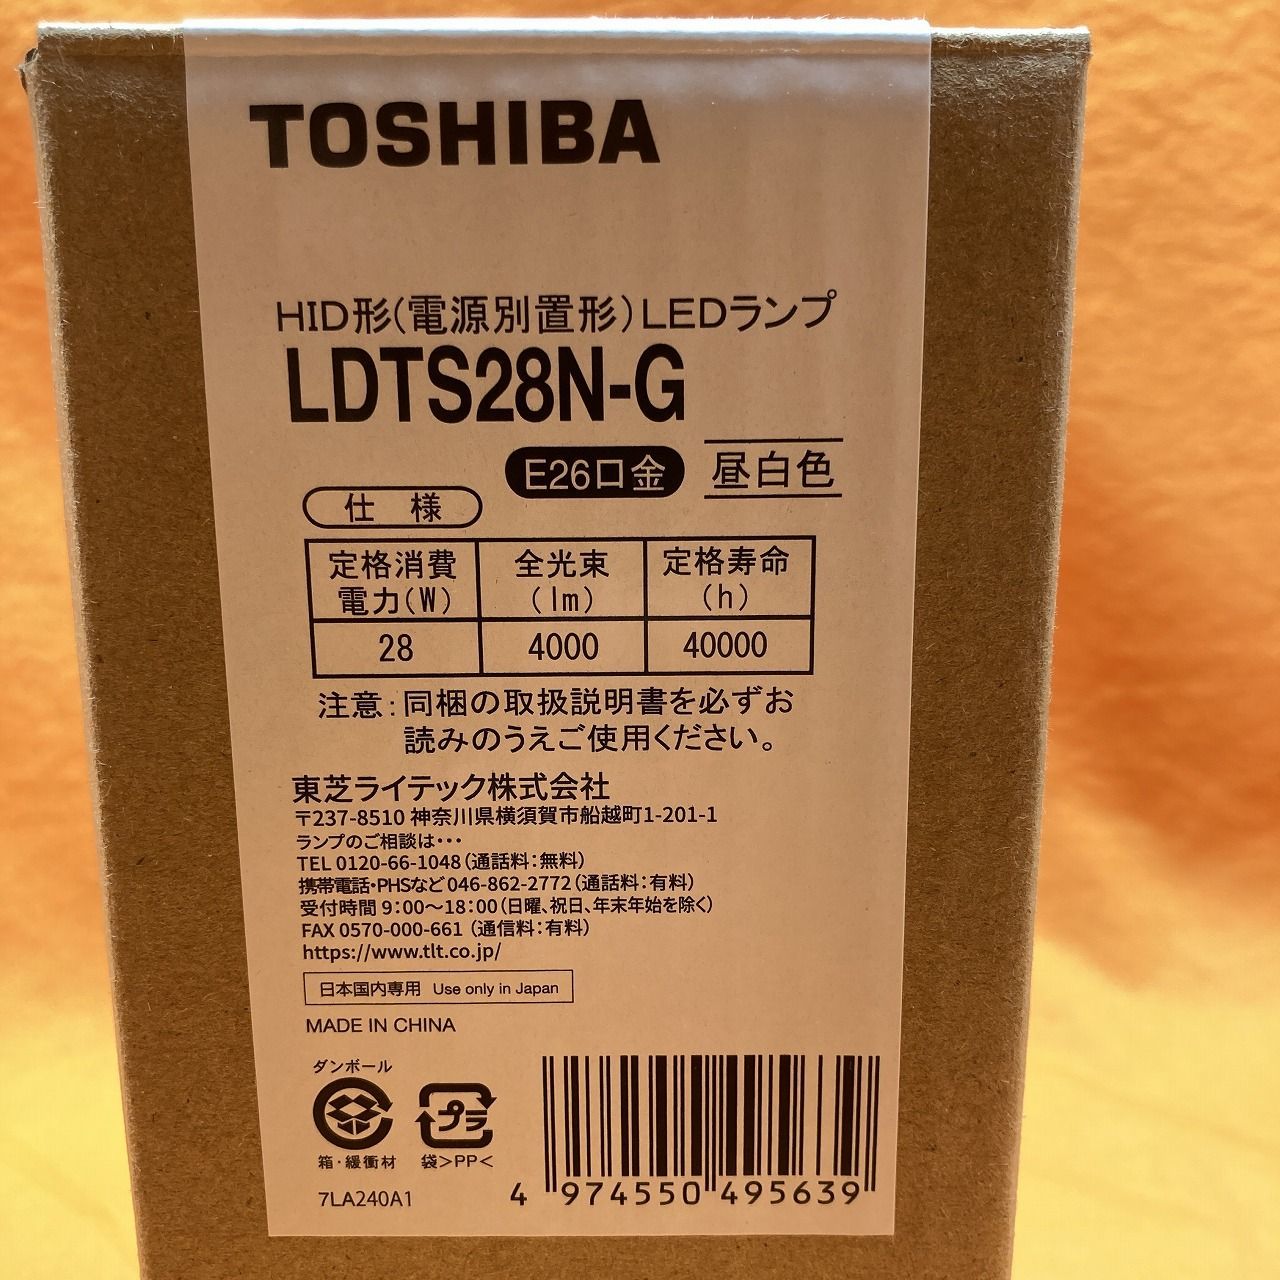 TOSHIBA
HID形(電源別置形)LEDランプ
LDTS28N-G
E26口金 昼白色
仕様
定格消費電力(W) 全光束(lm) 定格寿命(h)
28 4000 40000
注意：同梱の取扱説明書を必ずお
読みのうえご使用ください。
東芝ライテック株式会社
〒237-8510 神奈川県横須賀市船越町1-201-1
ランプのご相談は・・・
TEL 0120-66-1048（通話料：無料）
携帯電話・PHSなど 046-862-2772（通話料：有料）
受付時間 9：00～18：00（日曜、祝日、年末年始を除く）
FAX 0570-000-661（通信料：有料）
https://www.tlt.co.jp/
日本国内専用 Use only in Japan
MADE IN CHINA
ダンボール
プラ
箱・緩衝材 袋>PP<
7LA240A1
4 974550 495639